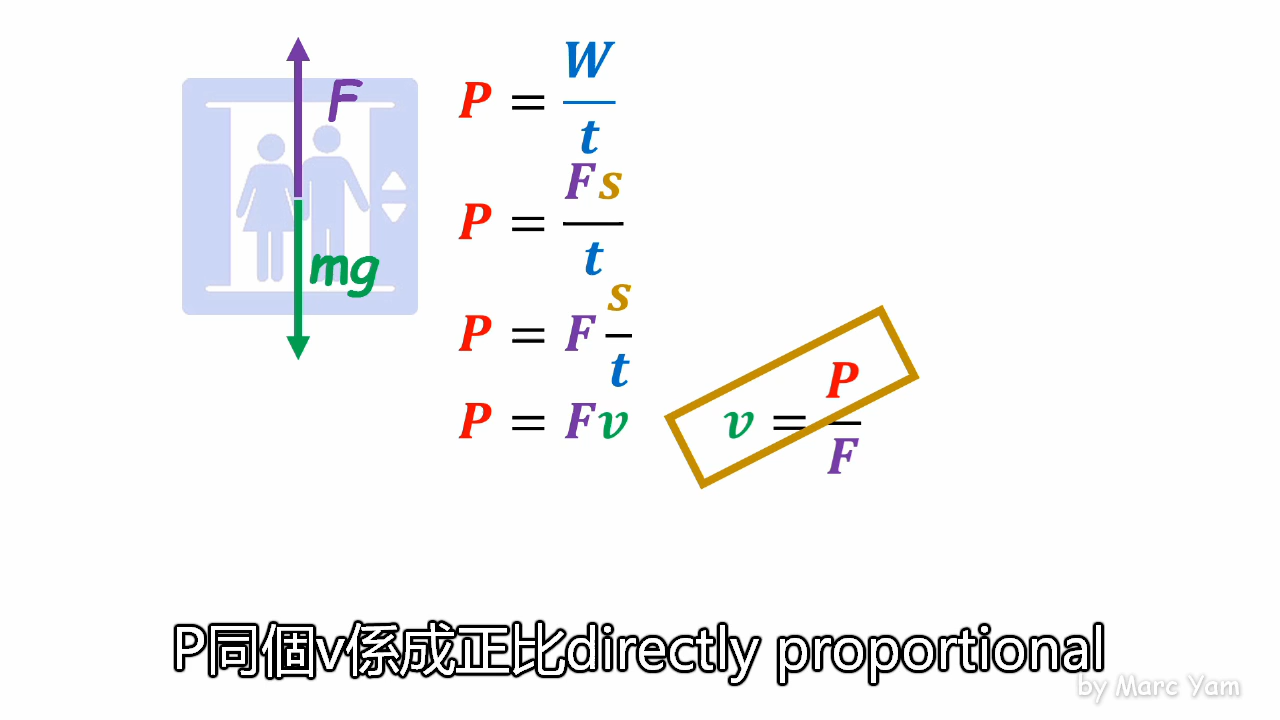 F
mg
P = W/t
P = Fs/t
P = F s/t
P = Fv
v = P/F
P同個v係成正比directly proportional
by Marc Yam